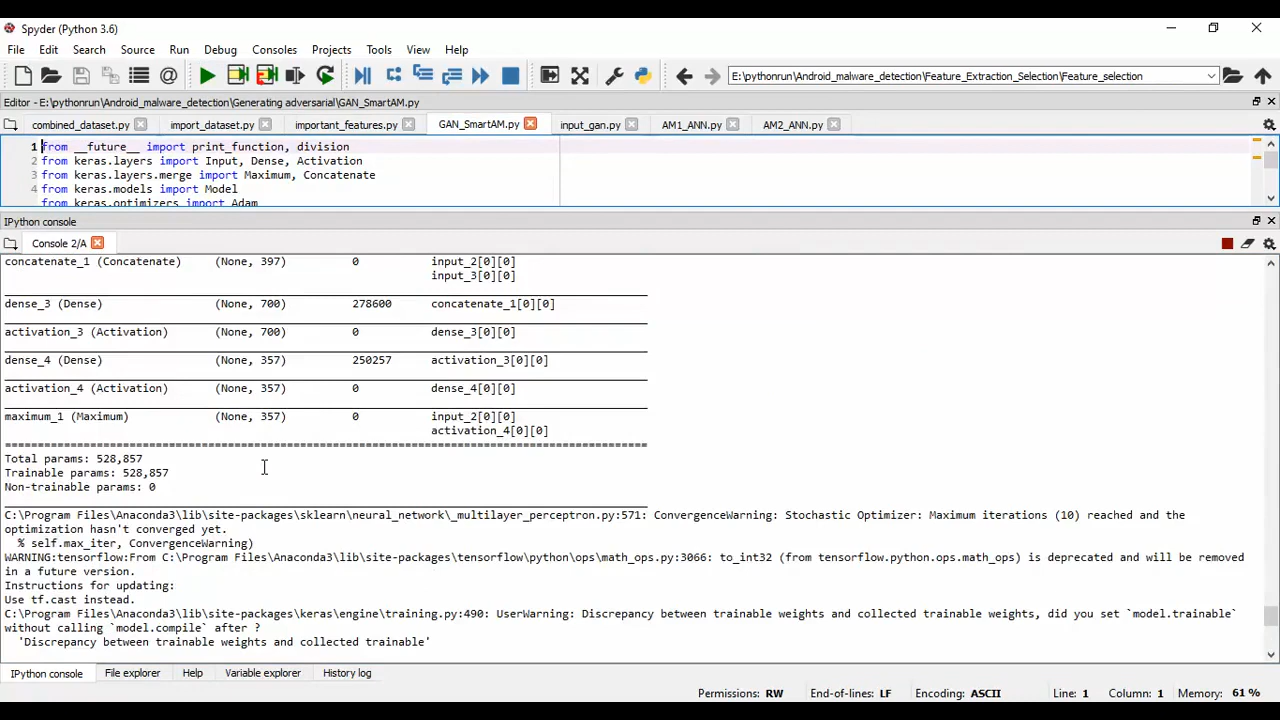 Spyder (Python 3.6)
File Edit Search Source Run Debug Consoles Projects Tools View Help
E:\pythonrun\Android_malware_detection\Feature_Extraction_Selection\Feature_selection
Editor - E:\pythonrun\Android_malware_detection\Generating adversarial\GAN_SmartAM.py
combined_dataset.py import_dataset.py important_features.py GAN_SmartAM.py input_gan.py AM1_ANN.py AM2_ANN.py
1 from __future__ import print_function, division
2 from keras.layers import Input, Dense, Activation
3 from keras.layers.merge import Maximum, Concatenate
4 from keras.models import Model
from keras.optimizers import Adam
IPython console
Console 2/A
concatenate_1 (Concatenate) (None, 397) 0 input_2[0][0]
input_3[0][0]
dense_3 (Dense) (None, 700) 278600 concatenate_1[0][0]
activation_3 (Activation) (None, 700) 0 dense_3[0][0]
dense_4 (Dense) (None, 357) 250257 activation_3[0][0]
activation_4 (Activation) (None, 357) 0 dense_4[0][0]
maximum_1 (Maximum) (None, 357) 0 input_2[0][0]
activation_4[0][0]
Total params: 528,857
Trainable params: 528,857
Non-trainable params: 0
C:\Program Files\Anaconda3\lib\site-packages\sklearn\neural_network\_multilayer_perceptron.py:571: ConvergenceWarning: Stochastic Optimizer: Maximum iterations (10) reached and the
optimization hasn't converged yet.
% self.max_iter, ConvergenceWarning)
WARNING:tensorflow:From C:\Program Files\Anaconda3\lib\site-packages\tensorflow\python\ops\math_ops.py:3066: to_int32 (from tensorflow.python.ops.math_ops) is deprecated and will be removed
in a future version.
Instructions for updating:
Use tf.cast instead.
C:\Program Files\Anaconda3\lib\site-packages\keras\engine\training.py:490: UserWarning: Discrepancy between trainable weights and collected trainable weights, did you set `model.trainable`
without calling `model.compile` after ?
'Discrepancy between trainable weights and collected trainable'
IPython console File explorer Help Variable explorer History log
Permissions: RW End-of-lines: LF Encoding: ASCII Line: 1 Column: 1 Memory: 61 %